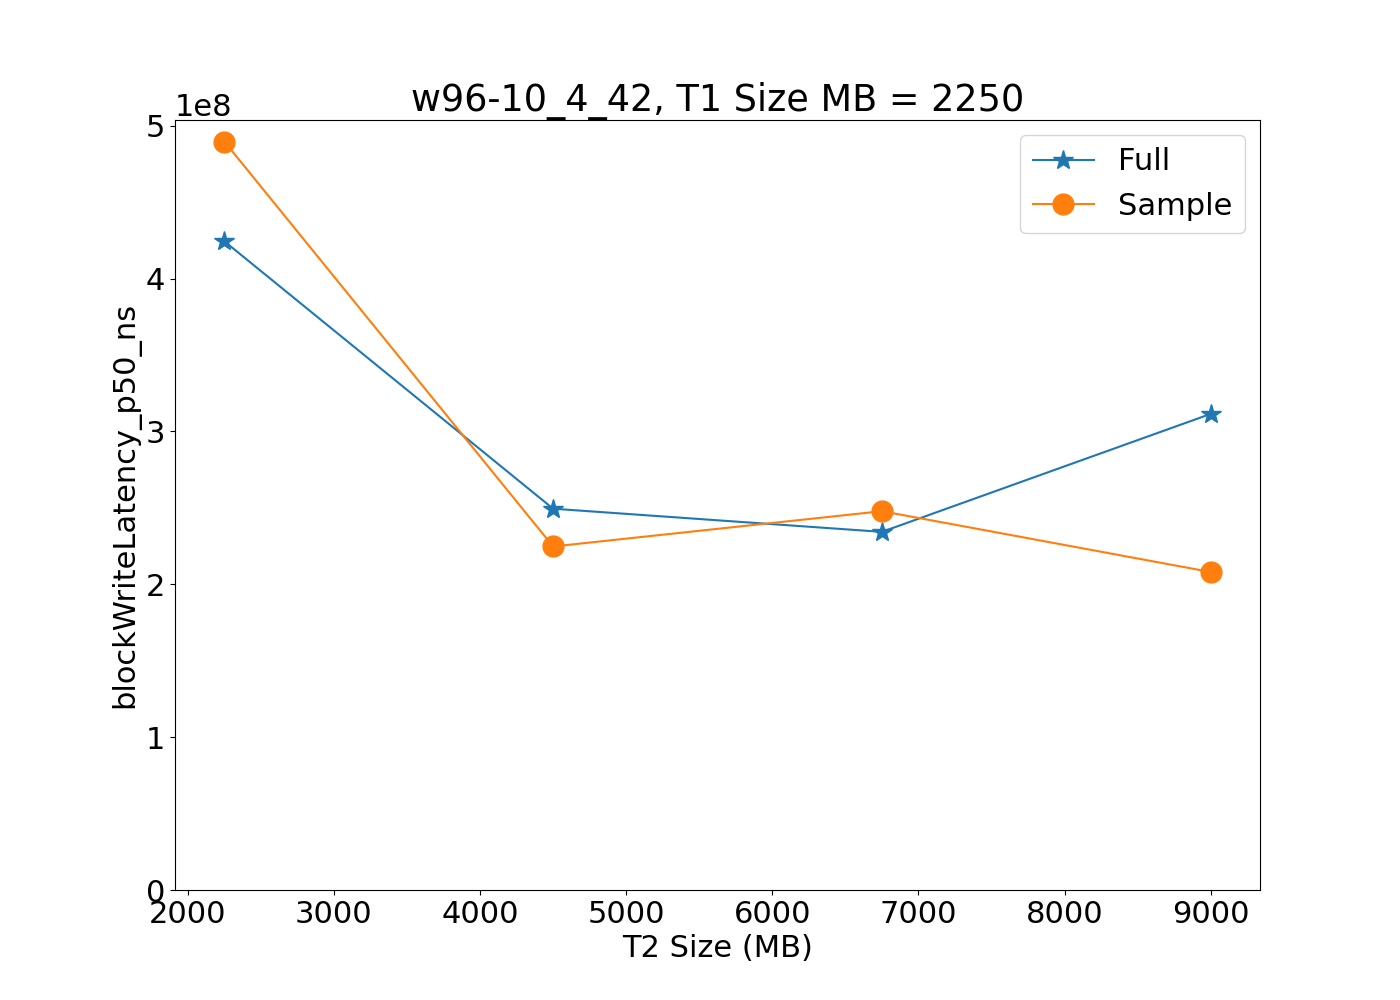 w96-10_4_42, T1 Size MB = 2250
1e8
5
4
3
2
1
0
blockWriteLatency_p50_ns
Full
Sample
2000 3000 4000 5000 6000 7000 8000 9000
T2 Size (MB)